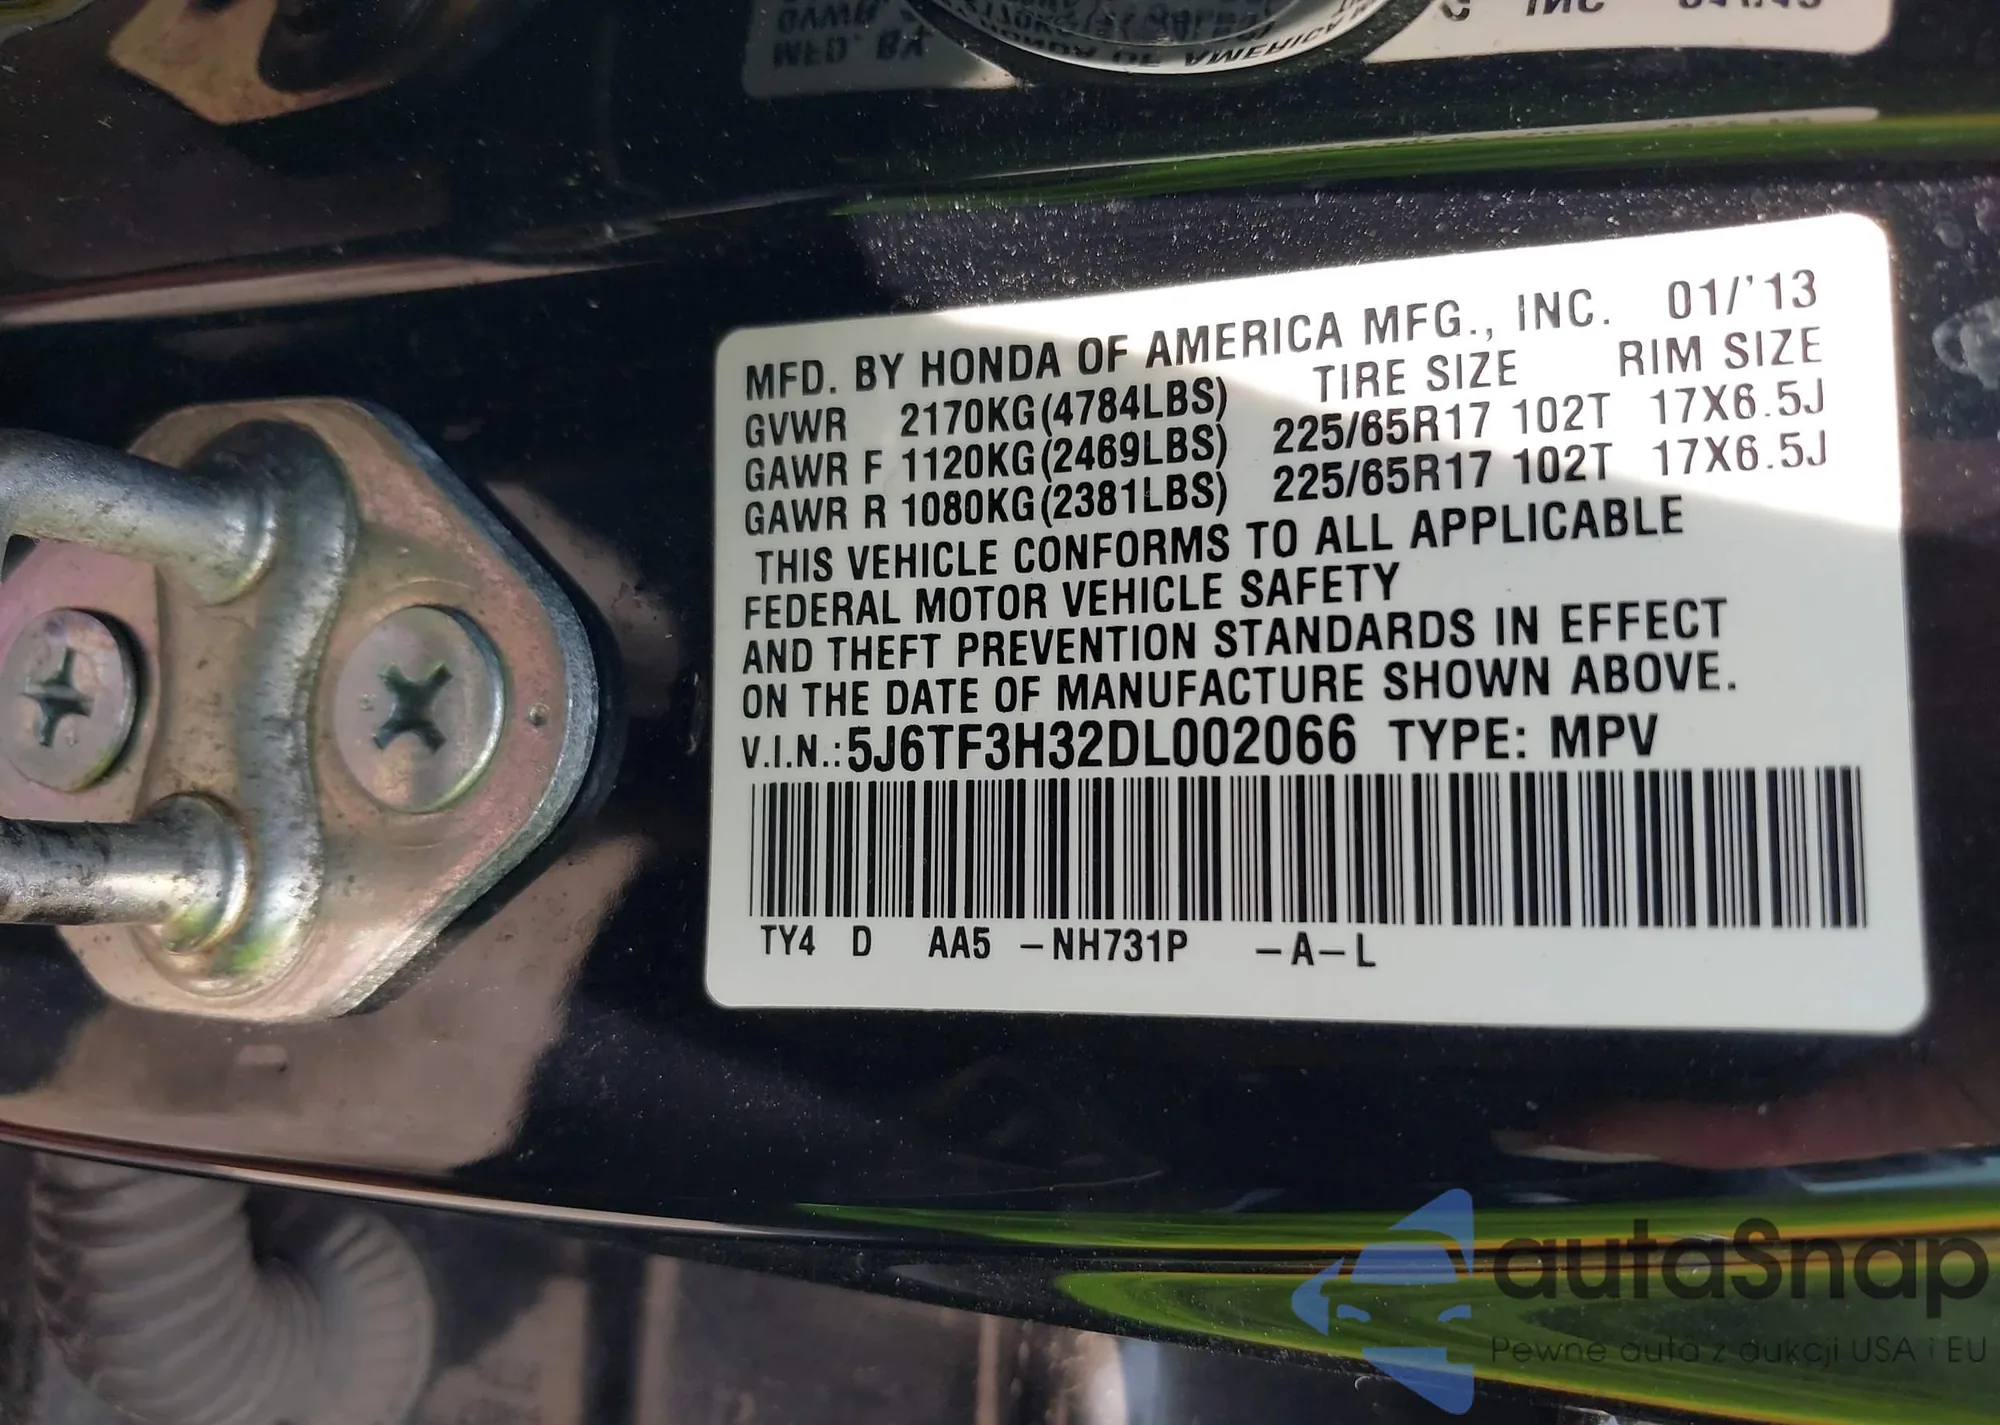 MFD. BY HONDA OF AMERICA MFG., INC. 01/'13
TIRE SIZE RIM SIZE
GVWR 2170KG(4784LBS)
GAWR F 1120KG(2469LBS) 225/65R17 102T 17X6.5J
GAWR R 1080KG(2381LBS) 225/65R17 102T 17X6.5J
THIS VEHICLE CONFORMS TO ALL APPLICABLE
FEDERAL MOTOR VEHICLE SAFETY
AND THEFT PREVENTION STANDARDS IN EFFECT
ON THE DATE OF MANUFACTURE SHOWN ABOVE.
V.I.N.:5J6TF3H32DL002066 TYPE: MPV
TY4 D AA5 -NH731P -A-L
autaSnap
Pewne auta z aukcji USA i EU